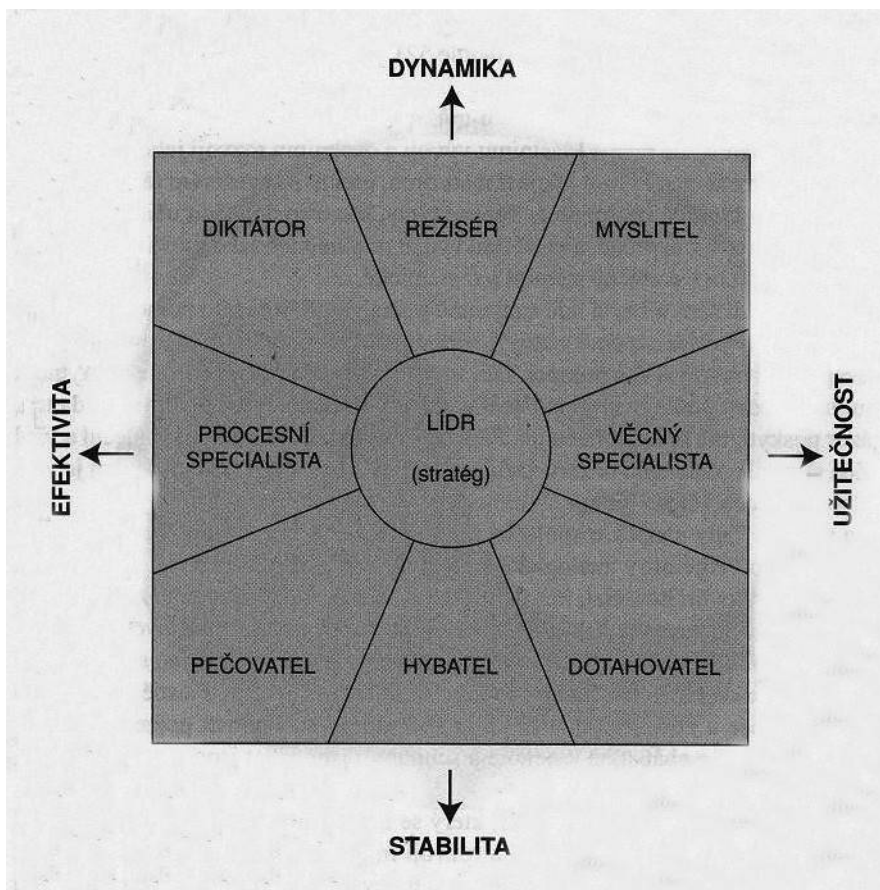 DYNAMIKA
DIKTÁTOR
REŽISÉR
MYSLITEL
EFEKTIVITA
PROCESNÍ
SPECIALISTA
LÍDR
(stratég)
VĚCNÝ
SPECIALISTA
UŽITEČNOST
PEČOVATEL
HYBATEL
DOTAHOVATEL
STABILITA